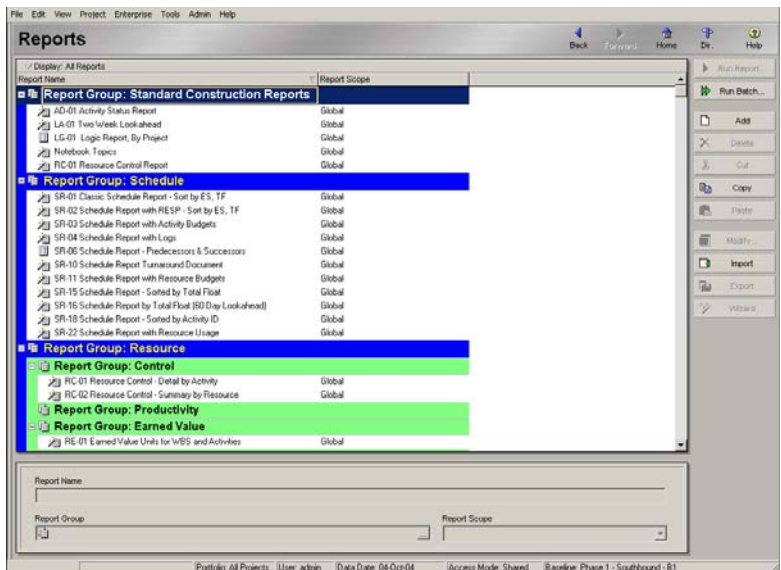 File Edit View Project Enterprise Tools Admin Help
Reports
Back Forward Home Dir. Help
Display: All Reports
Report Name Report Scope
Report Group: Standard Construction Reports
AD-01 Activity Status Report Global
LA-01 Two Week Lookahead Global
LG-01 Logic Report, By Project Global
Notebook Topics Global
RC-01 Resource Control Report Global
Report Group: Schedule
SR-01 Classic Schedule Report - Sort by ES, TF Global
SR-02 Schedule Report with RESP - Sort by ES, TF Global
SR-03 Schedule Report with Activity Budgets Global
SR-04 Schedule Report with Logs Global
SR-06 Schedule Report - Predecessors & Successors Global
SR-10 Schedule Report Turnaround Document Global
SR-11 Schedule Report with Resource Budgets Global
SR-15 Schedule Report - Sorted by Total Float Global
SR-16 Schedule Report by Total Float (60 Day Lookahead) Global
SR-18 Schedule Report - Sorted by Activity ID Global
SR-22 Schedule Report with Resource Usage Global
Report Group: Resource
Report Group: Control
RC-01 Resource Control - Detail by Activity Global
RC-02 Resource Control - Summary by Resource Global
Report Group: Productivity
Report Group: Earned Value
RE-01 Earned Value Units for WBS and Activities Global
Run Report...
Run Batch...
Add
Delete
Cut
Copy
Paste
Modify...
Import
Export
Wizard
Report Name
Report Group Report Scope
Portfolio: All Projects User: admin Data Date: 04-Oct-04 Access Mode: Shared Baseline: Phase 1 - Southbound - B1